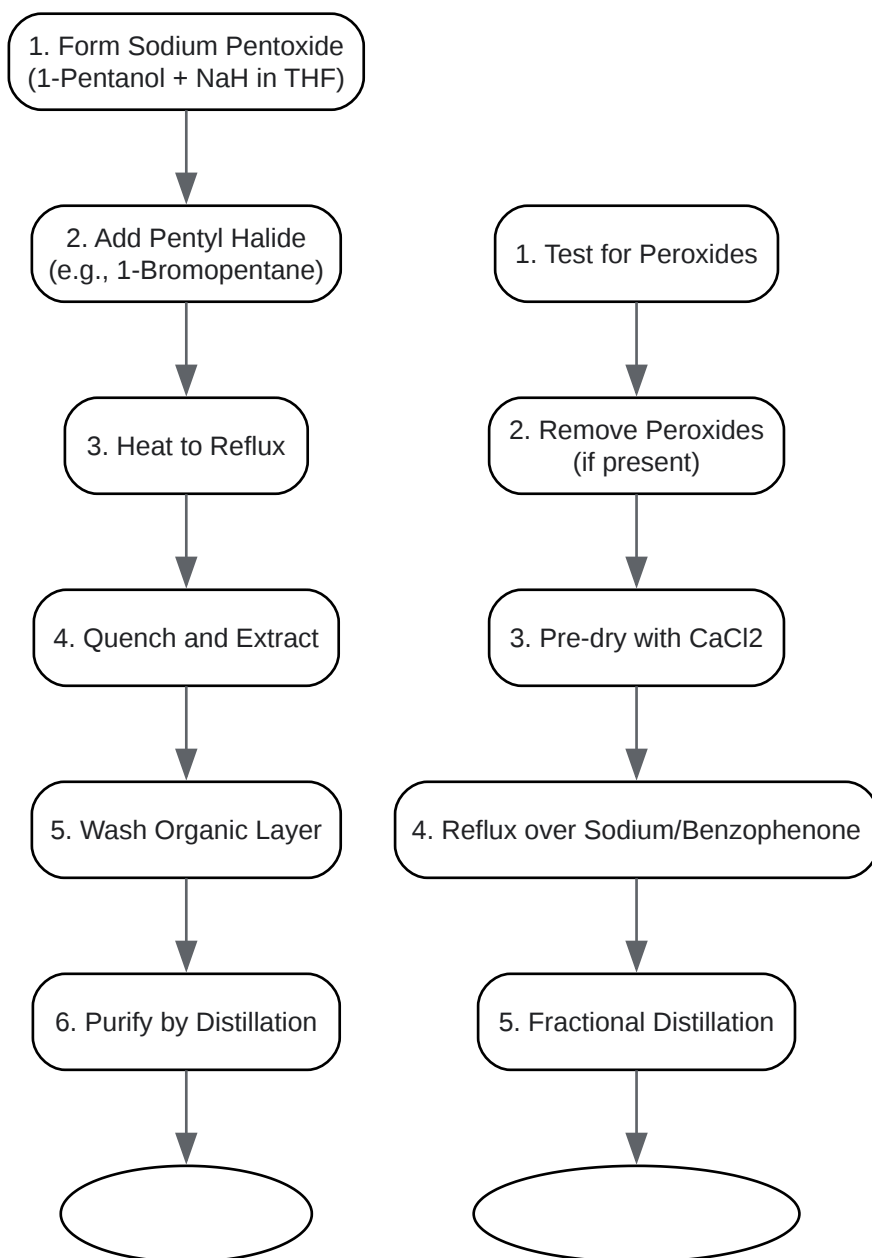 1. Form Sodium Pentoxide
(1-Pentanol + NaH in THF)
2. Add Pentyl Halide
(e.g., 1-Bromopentane)
3. Heat to Reflux
4. Quench and Extract
5. Wash Organic Layer
6. Purify by Distillation
1. Test for Peroxides
2. Remove Peroxides
(if present)
3. Pre-dry with CaCl2
4. Reflux over Sodium/Benzophenone
5. Fractional Distillation